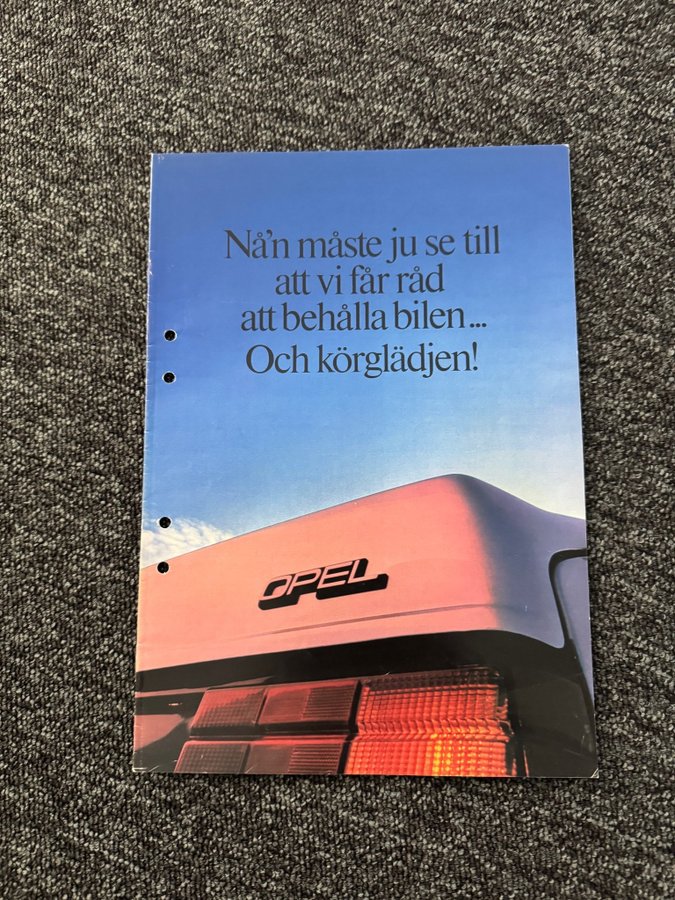 Nå'n måste ju se till
att vi får råd
att behålla bilen...
Och körglädjen!
OPEL